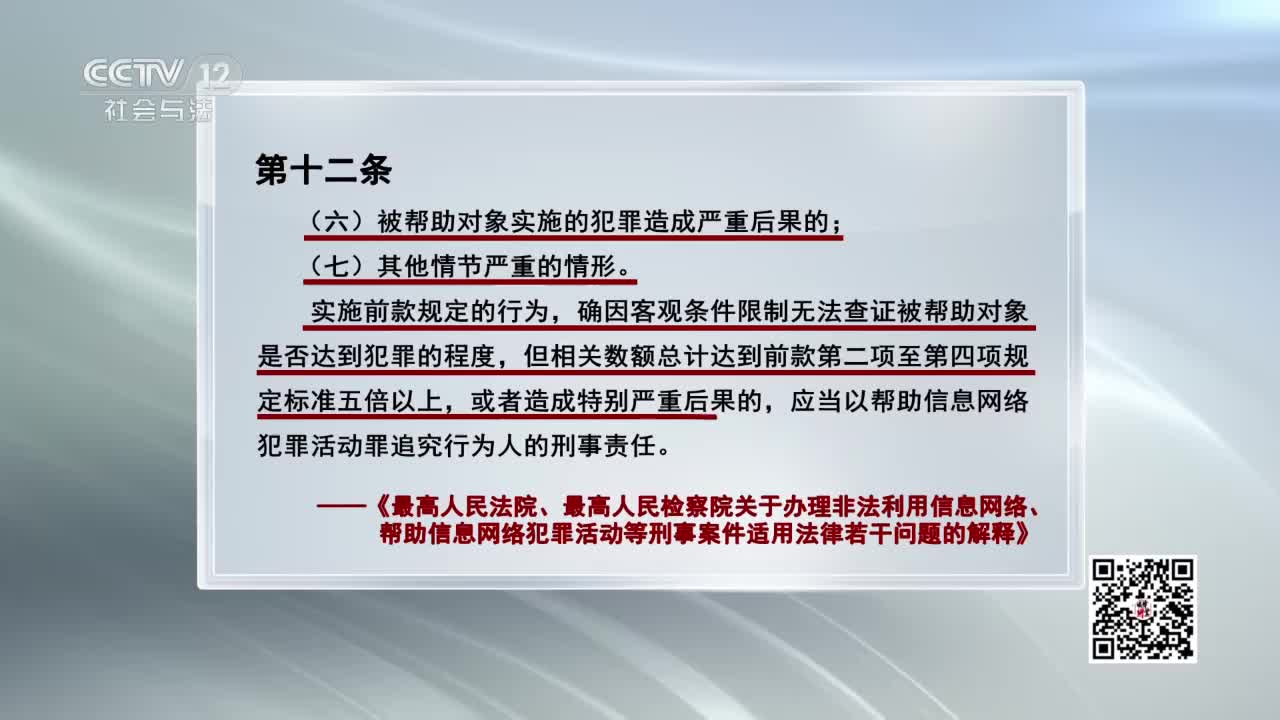 CCTV 12
社会与法
第十二条
（六）被帮助对象实施的犯罪造成严重后果的；
（七）其他情节严重的情形。
实施前款规定的行为，确因客观条件限制无法查证被帮助对象
是否达到犯罪的程度，但相关数额总计达到前款第二项至第四项规
定标准五倍以上，或者造成特别严重后果的，应当以帮助信息网络
犯罪活动罪追究行为人的刑事责任。
——《最高人民法院、最高人民检察院关于办理非法利用信息网络、
帮助信息网络犯罪活动等刑事案件适用法律若干问题的解释》